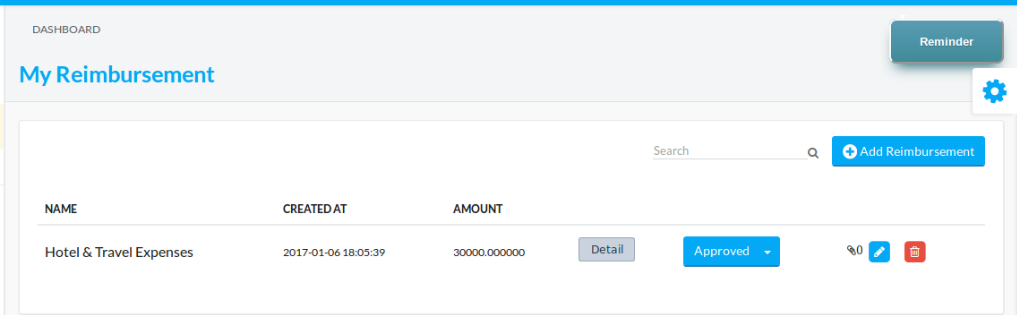 DASHBOARD
Reminder
My Reimbursement
Search
Add Reimbursement
NAME CREATED AT AMOUNT
Hotel & Travel Expenses 2017-01-06 18:05:39 30000.000000 Detail Approved 0